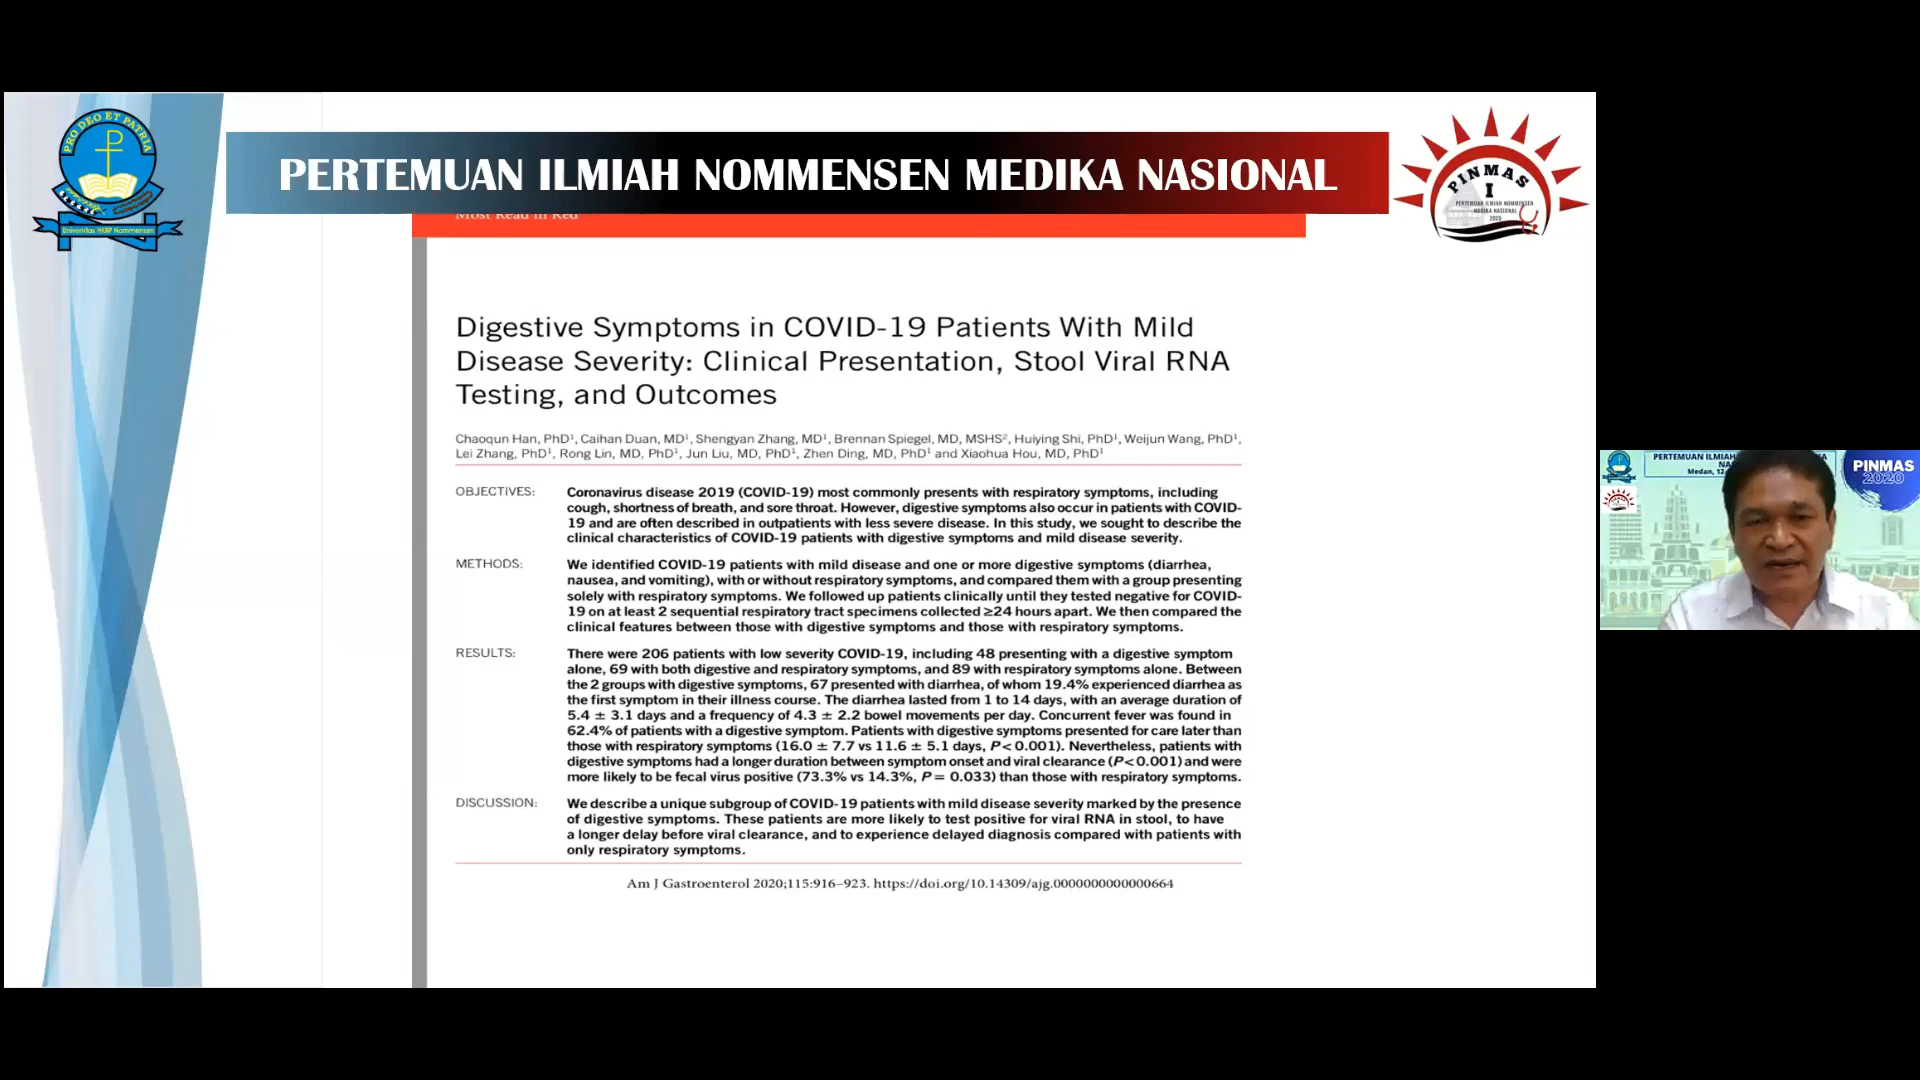 PRO DEO ET PATRIA
Universitas HKBP Nommensen
PERTEMUAN ILMIAH NOMMENSEN MEDIKA NASIONAL
PINMAS
I
PERTEMUAN ILMIAH NOMMENSEN
MEDIKA NASIONAL
2020
Most Read in Red
Digestive Symptoms in COVID-19 Patients With Mild
Disease Severity: Clinical Presentation, Stool Viral RNA
Testing, and Outcomes
Chaoqun Han, PhD¹, Caihan Duan, MD¹, Shengyan Zhang, MD¹, Brennan Spiegel, MD, MSHS², Huiying Shi, PhD¹, Weijun Wang, PhD¹,
Lei Zhang, PhD¹, Rong Lin, MD, PhD¹, Jun Liu, MD, PhD¹, Zhen Ding, MD, PhD¹ and Xiaohua Hou, MD, PhD¹
OBJECTIVES: Coronavirus disease 2019 (COVID-19) most commonly presents with respiratory symptoms, including
cough, shortness of breath, and sore throat. However, digestive symptoms also occur in patients with COVID-
19 and are often described in outpatients with less severe disease. In this study, we sought to describe the
clinical characteristics of COVID-19 patients with digestive symptoms and mild disease severity.
METHODS: We identified COVID-19 patients with mild disease and one or more digestive symptoms (diarrhea,
nausea, and vomiting), with or without respiratory symptoms, and compared them with a group presenting
solely with respiratory symptoms. We followed up patients clinically until they tested negative for COVID-
19 on at least 2 sequential respiratory tract specimens collected ≥24 hours apart. We then compared the
clinical features between those with digestive symptoms and those with respiratory symptoms.
RESULTS: There were 206 patients with low severity COVID-19, including 48 presenting with a digestive symptom
alone, 69 with both digestive and respiratory symptoms, and 89 with respiratory symptoms alone. Between
the 2 groups with digestive symptoms, 67 presented with diarrhea, of whom 19.4% experienced diarrhea as
the first symptom in their illness course. The diarrhea lasted from 1 to 14 days, with an average duration of
5.4 ± 3.1 days and a frequency of 4.3 ± 2.2 bowel movements per day. Concurrent fever was found in
62.4% of patients with a digestive symptom. Patients with digestive symptoms presented for care later than
those with respiratory symptoms (16.0 ± 7.7 vs 11.6 ± 5.1 days, P < 0.001). Nevertheless, patients with
digestive symptoms had a longer duration between symptom onset and viral clearance (P < 0.001) and were
more likely to be fecal virus positive (73.3% vs 14.3%, P = 0.033) than those with respiratory symptoms.
DISCUSSION: We describe a unique subgroup of COVID-19 patients with mild disease severity marked by the presence
of digestive symptoms. These patients are more likely to test positive for viral RNA in stool, to have
a longer delay before viral clearance, and to experience delayed diagnosis compared with patients with
only respiratory symptoms.
Am J Gastroenterol 2020;115:916–923. https://doi.org/10.14309/ajg.0000000000000664
PERTEMUAN ILMIAH
Medan, 12
PINMAS
2020